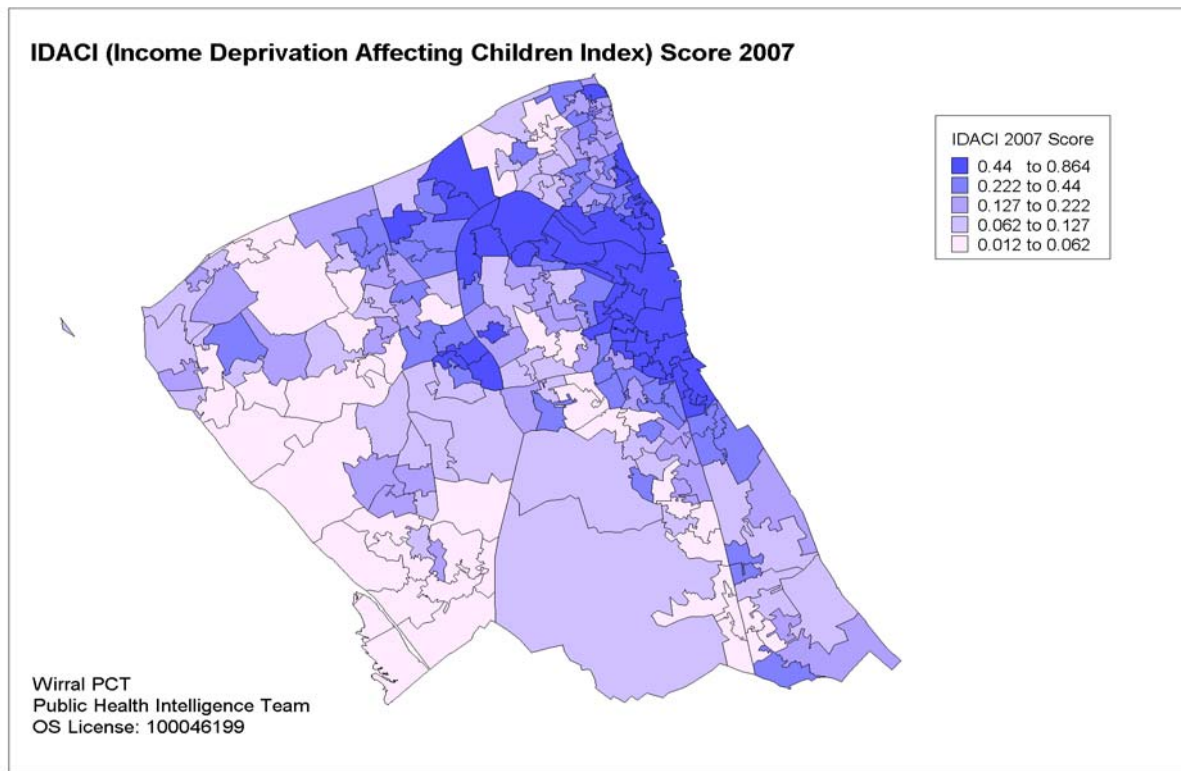 IDACI (Income Deprivation Affecting Children Index) Score 2007
IDACI 2007 Score
0.44 to 0.864
0.222 to 0.44
0.127 to 0.222
0.062 to 0.127
0.012 to 0.062
Wirral PCT
Public Health Intelligence Team
OS License: 100046199